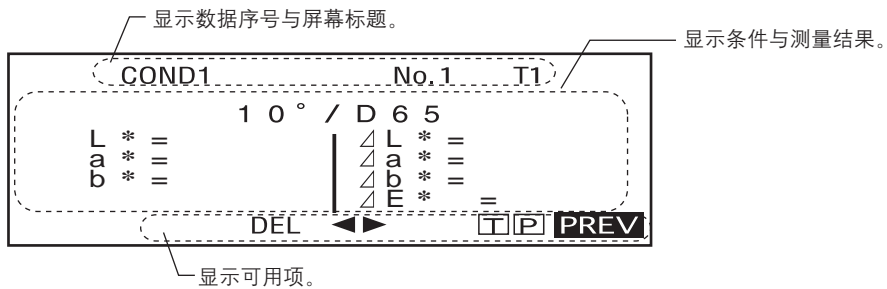 显示数据序号与屏幕标题。
显示条件与测量结果。
COND1 No.1 T1
10°/D65
L*= ⊿L*=
a*= ⊿a*=
b*= ⊿b*=
⊿E* =
DEL ◀▶ T P PREV
显示可用项。